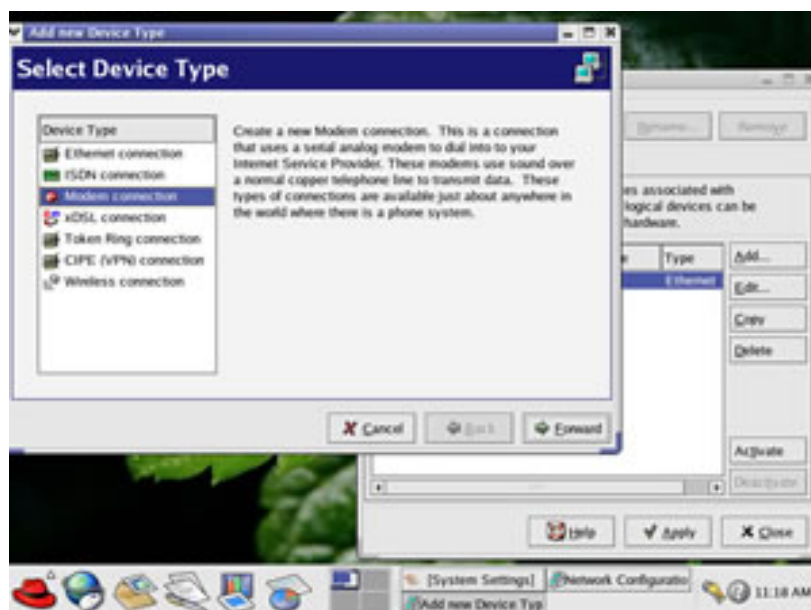 Add new Device Type
Select Device Type
Device Type
Ethernet connection
ISDN connection
Modem connection
xDSL connection
Token Ring connection
CIPE (VPN) connection
Wireless connection
Create a new Modem connection. This is a connection
that uses a serial analog modem to dial into to your
Internet Service Provider. These modems use sound over
a normal copper telephone line to transmit data. These
types of connections are available just about anywhere in
the world where there is a phone system.
Cancel
Back
Forward
Rename...
Remove
es associated with
logical devices can be
hardware.
Type
Ethernet
Add...
Edit...
Copy
Delete
Activate
Deactivate
Help
Apply
Close
[System Settings]
Network Configuratio
Add new Device Typ
11:18 AM